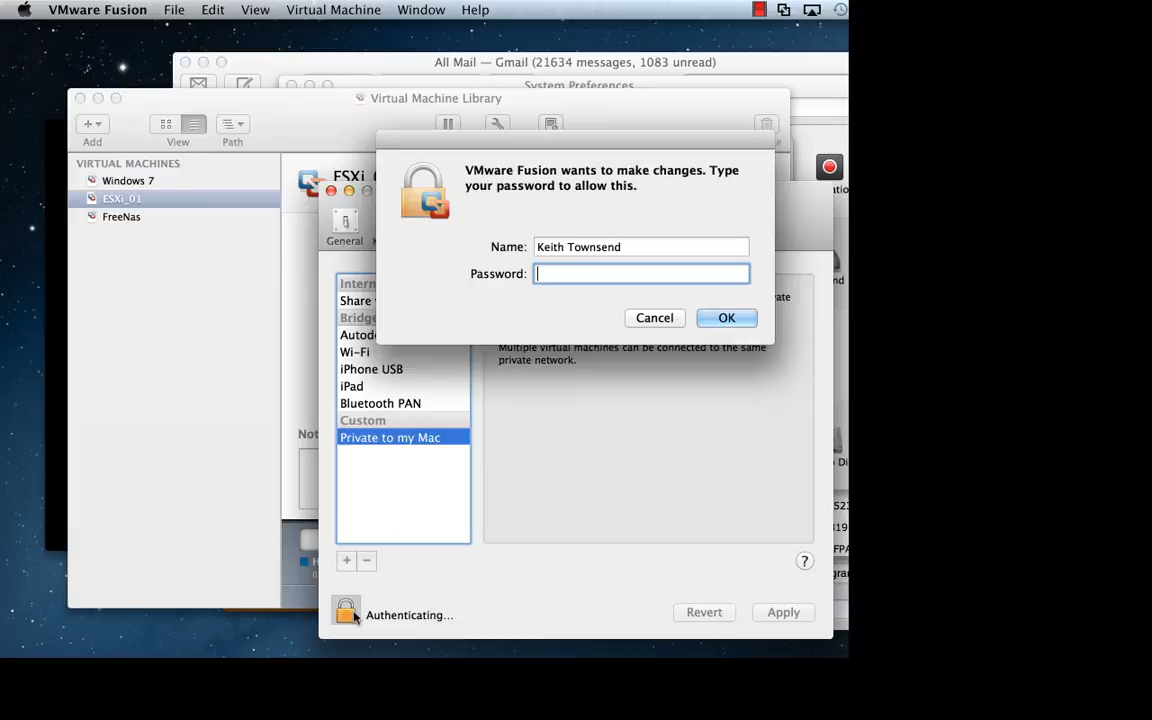 VMware Fusion File Edit View Virtual Machine Window Help
All Mail — Gmail (21634 messages, 1083 unread)
System Preferences
Virtual Machine Library
Add View Path
VIRTUAL MACHINES
Windows 7
ESXi_01
FreeNas
VMware Fusion wants to make changes. Type
your password to allow this.
Name: Keith Townsend
Password:
Cancel OK
General
Share
Wi-Fi
iPhone USB
iPad
Bluetooth PAN
Custom
Private to my Mac
Multiple virtual machines can be connected to the same
private network.
+ −
?
Authenticating...
Revert Apply